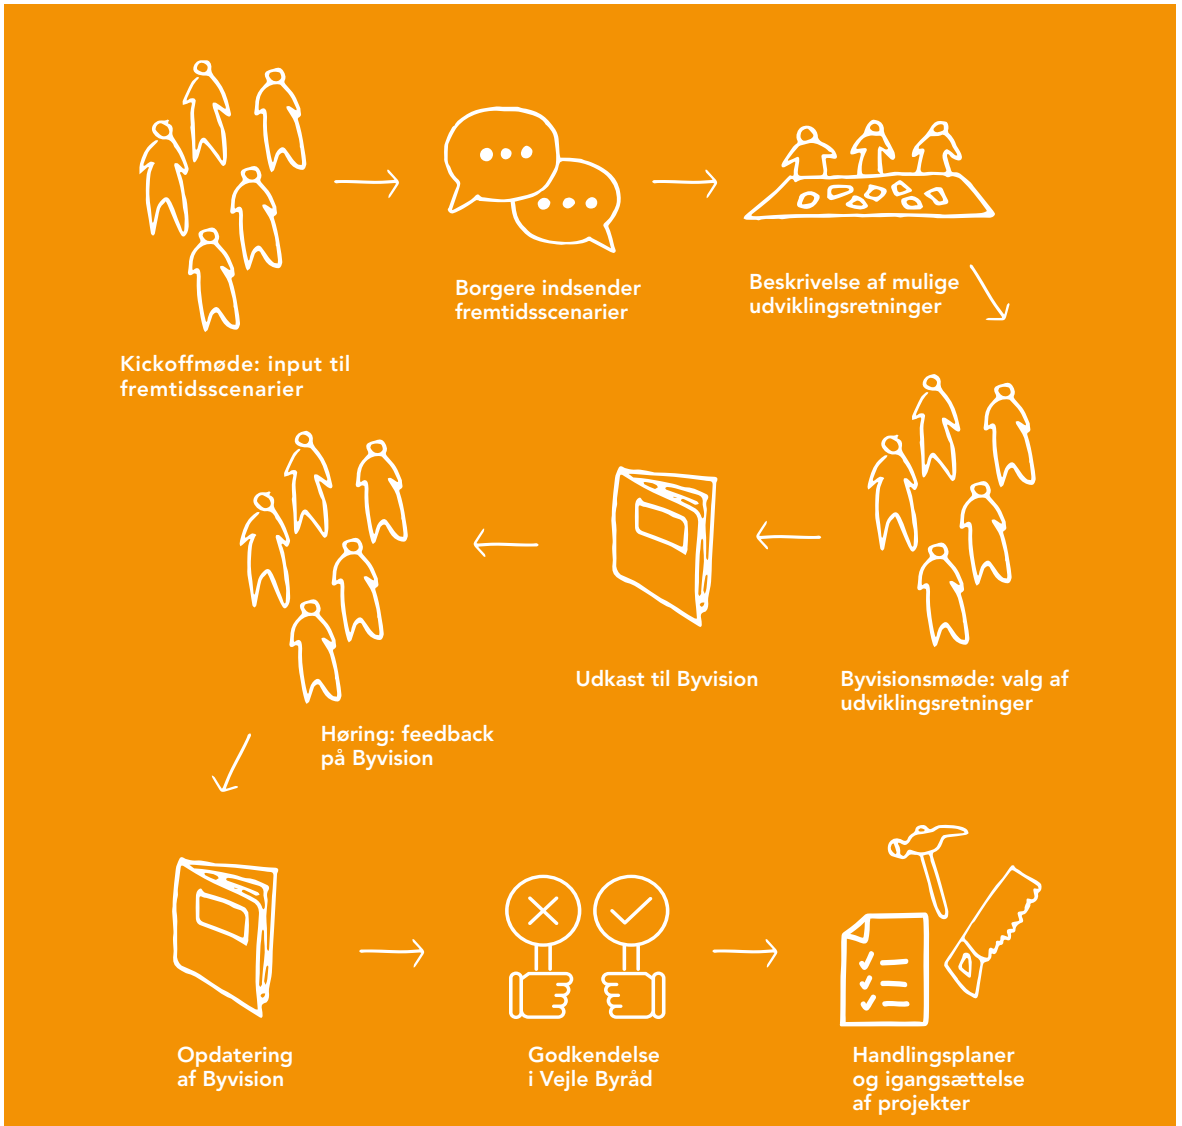 Kickoffmøde: input til
fremtidsscenarier
Borgere indsender
fremtidsscenarier
Beskrivelse af mulige
udviklingsretninger
Byvisionsmøde: valg af
udviklingsretninger
Udkast til Byvision
Høring: feedback
på Byvision
Opdatering
af Byvision
Godkendelse
i Vejle Byråd
Handlingsplaner
og igangsættelse
af projekter